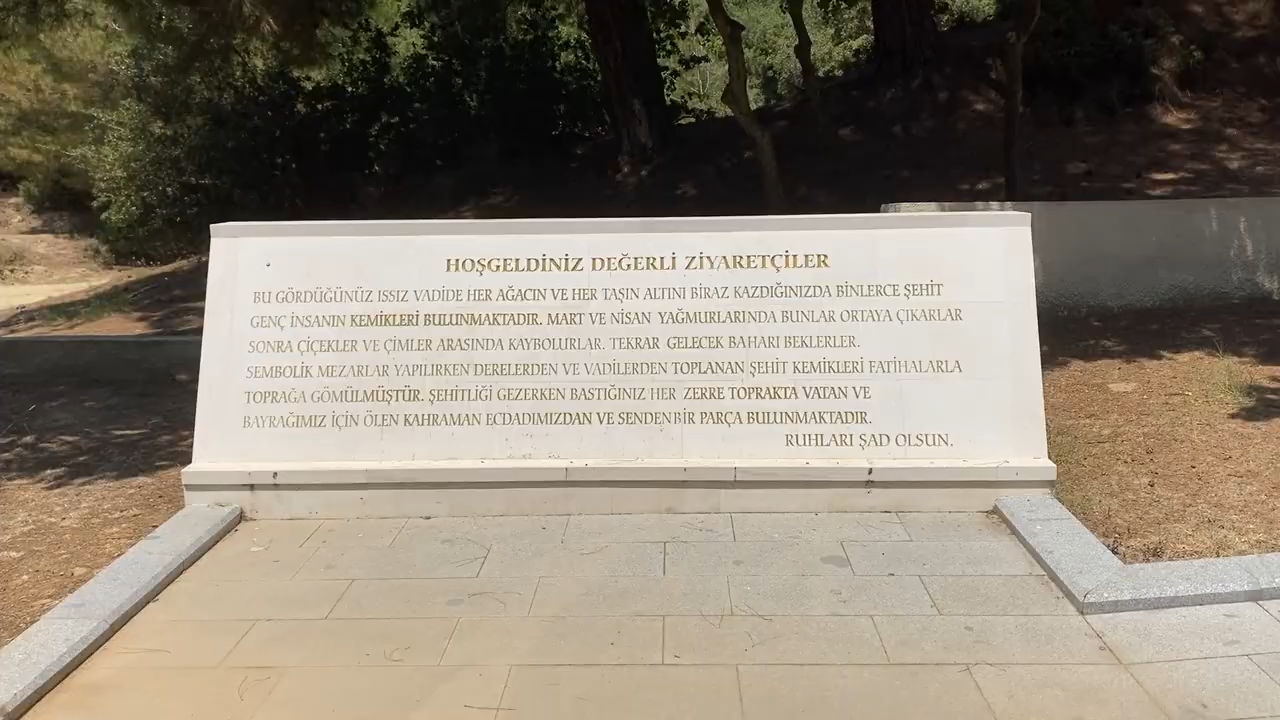 HOŞGELDİNİZ DEĞERLİ ZİYARETÇİLER
BU GÖRDÜĞÜNÜZ ISSIZ VADİDE HER AĞACIN VE HER TAŞIN ALTINI BİRAZ KAZDIĞINIZDA BİNLERCE ŞEHİT
GENÇ İNSANIN KEMİKLERİ BULUNMAKTADIR. MART VE NİSAN YAĞMURLARINDA BUNLAR ORTAYA ÇIKARLAR
SONRA ÇİÇEKLER VE ÇİMLER ARASINDA KAYBOLURLAR. TEKRAR GELECEK BAHARI BEKLERLER.
SEMBOLİK MEZARLAR YAPILIRKEN DERELERDEN VE VADİLERDEN TOPLANAN ŞEHİT KEMİKLERİ FATİHALARLA
TOPRAĞA GÖMÜLMÜŞTÜR. ŞEHİTLİĞİ GEZERKEN BASTIĞINIZ HER ZERRE TOPRAKTA VATAN VE
BAYRAĞIMIZ İÇİN ÖLEN KAHRAMAN ECDADIMIZDAN VE SENDEN BİR PARÇA BULUNMAKTADIR.
RUHLARI ŞAD OLSUN.